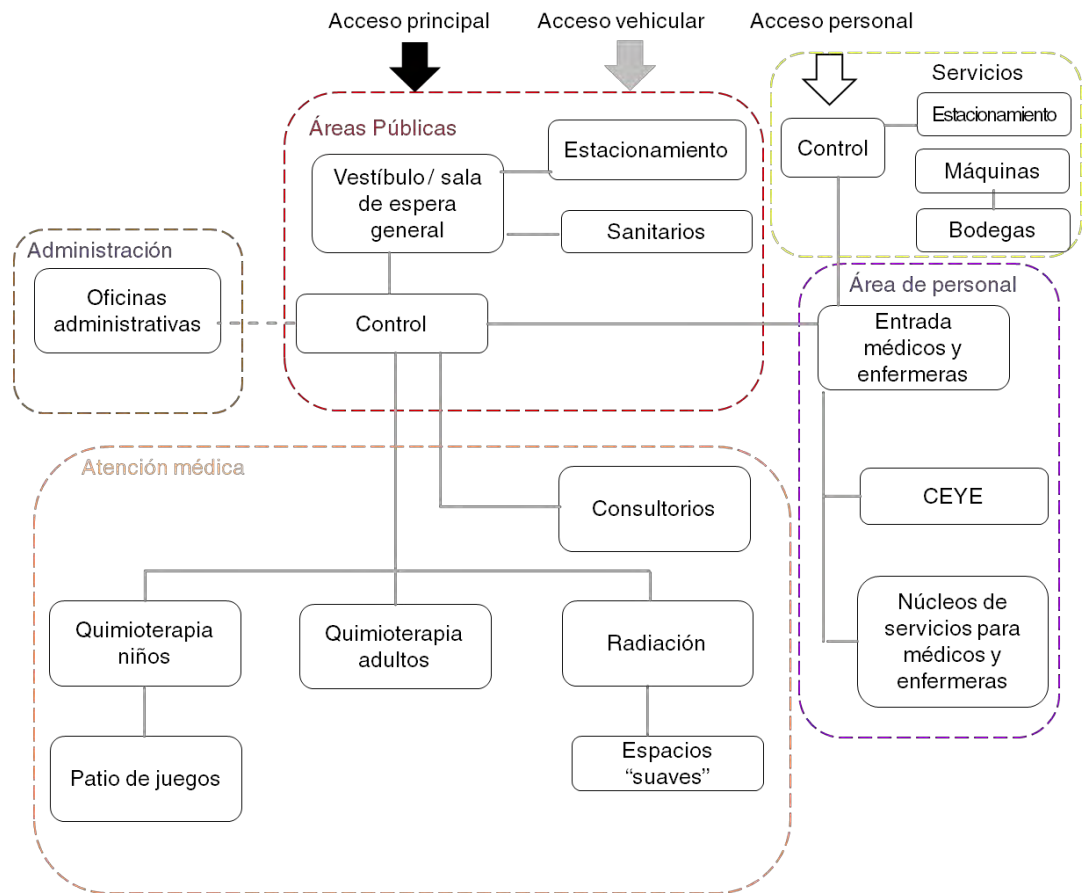 Acceso principal
Acceso vehicular
Acceso personal
Servicios
Áreas Públicas
Estacionamiento
Control
Estacionamiento
Vestíbulo / sala
de espera
general
Máquinas
Sanitarios
Bodegas
Administración
Oficinas
administrativas
Control
Área de personal
Entrada
médicos y
enfermeras
Atención médica
Consultorios
CEYE
Quimioterapia
niños
Quimioterapia
adultos
Radiación
Núcleos de
servicios para
médicos y
enfermeras
Patio de juegos
Espacios
“suaves”